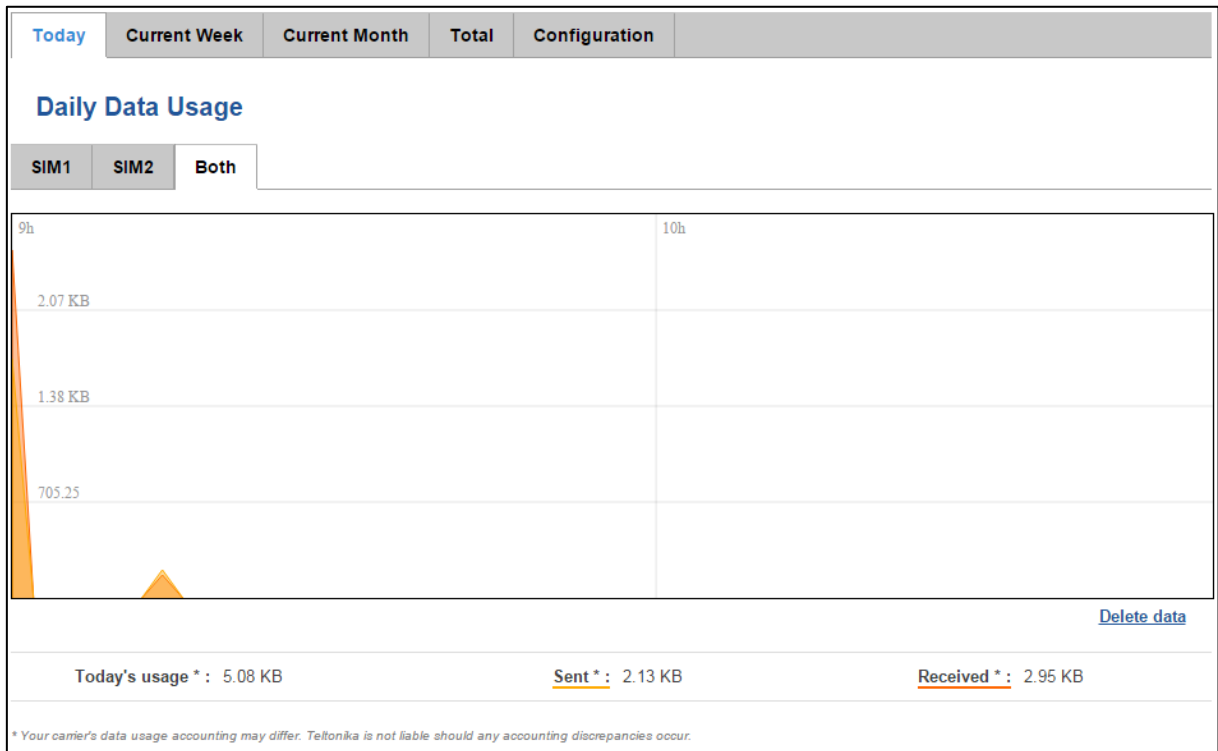 Today Current Week Current Month Total Configuration
Daily Data Usage
SIM1 SIM2 Both
9h 10h
2.07 KB
1.38 KB
705.25
Delete data
Today's usage * : 5.08 KB Sent * : 2.13 KB Received * : 2.95 KB
* Your carrier's data usage accounting may differ. Teltonika is not liable should any accounting discrepancies occur.